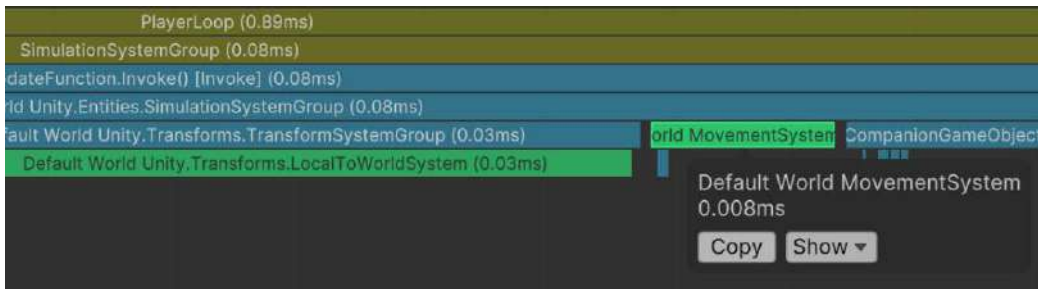 PlayerLoop (0.89ms)
SimulationSystemGroup (0.08ms)
dateFunction.Invoke() [Invoke] (0.08ms)
rld Unity.Entities.SimulationSystemGroup (0.08ms)
fault World Unity.Transforms.TransformSystemGroup (0.03ms) orld MovementSystem CompanionGameObject
Default World Unity.Transforms.LocalToWorldSystem (0.03ms)
Default World MovementSystem
0.008ms
Copy Show